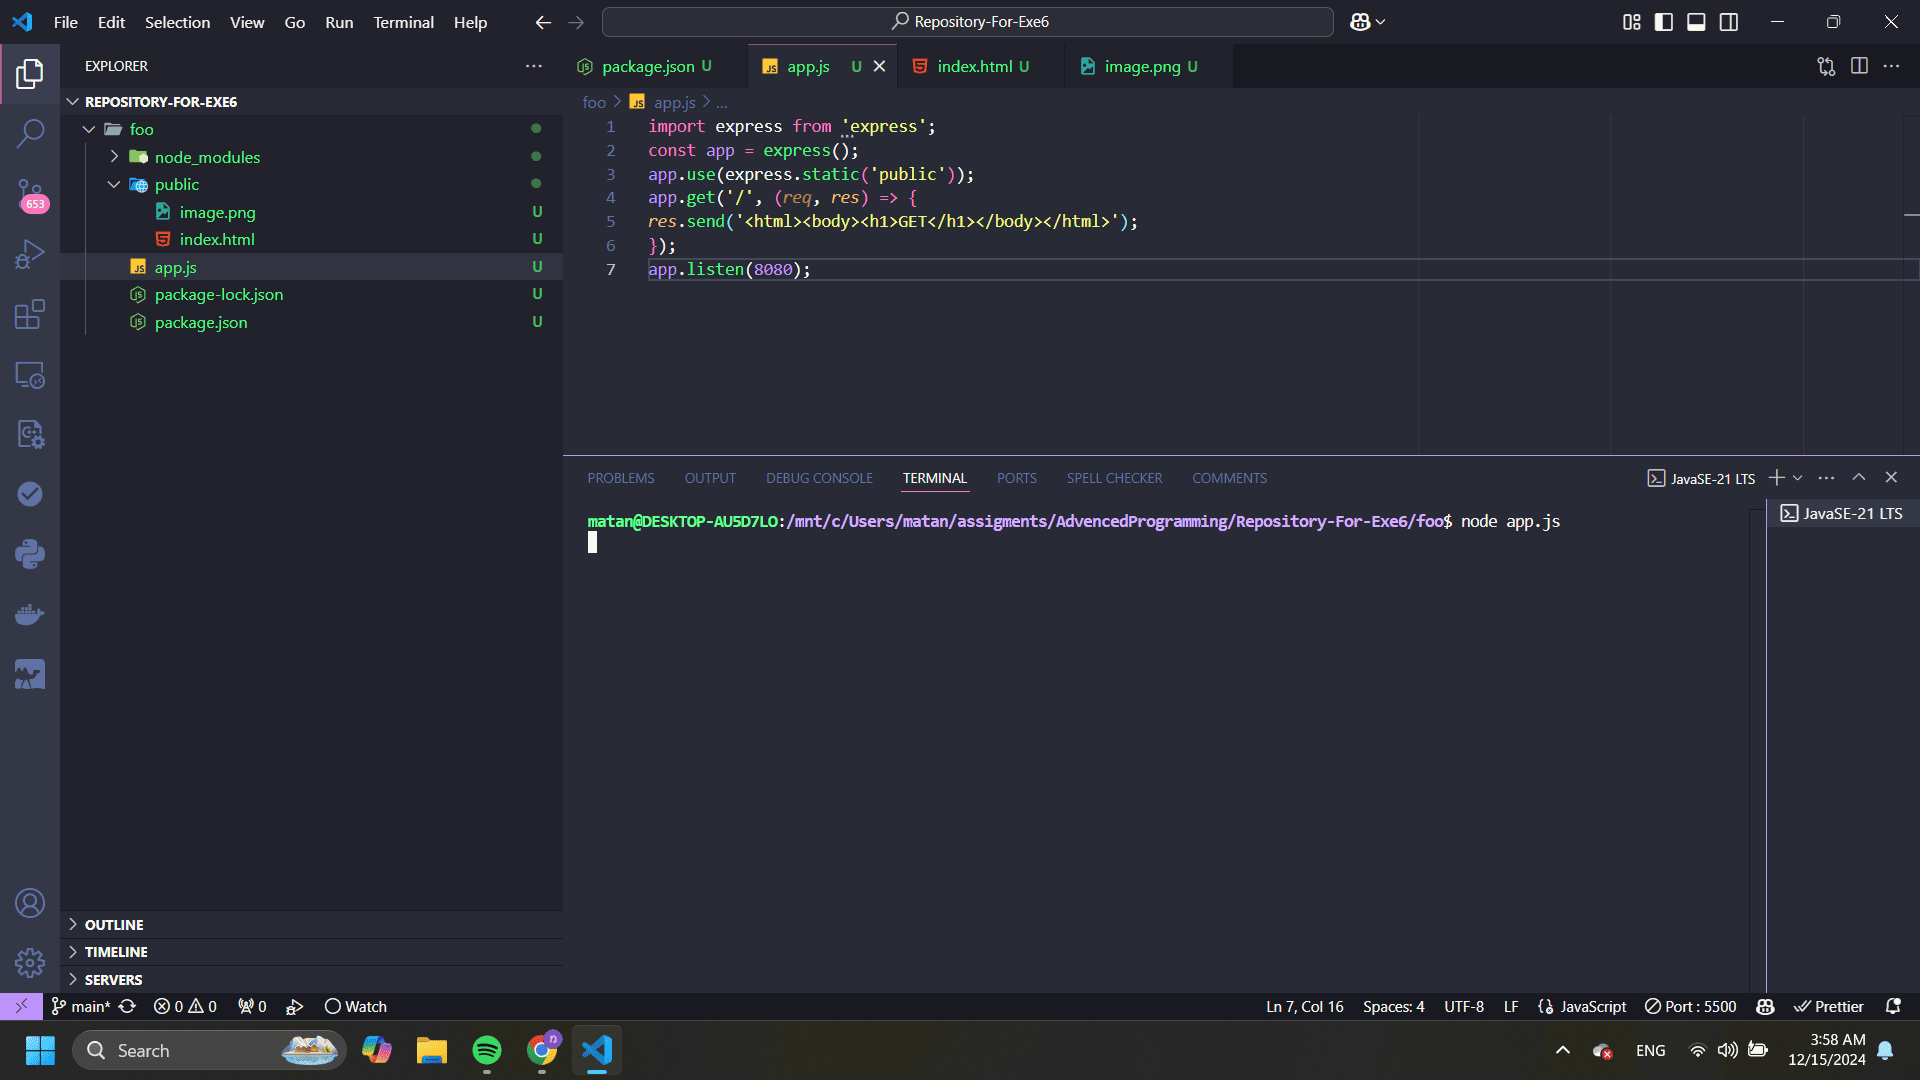 File Edit Selection View Go Run Terminal Help
Repository-For-Exe6
EXPLORER
REPOSITORY-FOR-EXE6
foo
node_modules
public
image.png U
index.html U
app.js U
package-lock.json U
package.json U
OUTLINE
TIMELINE
SERVERS
653
package.json U app.js U index.html U image.png U
foo > app.js > ...
1 import express from 'express';
2 const app = express();
3 app.use(express.static('public'));
4 app.get('/', (req, res) => {
5 res.send('<html><body><h1>GET</h1></body></html>');
6 });
7 app.listen(8080);
PROBLEMS OUTPUT DEBUG CONSOLE TERMINAL PORTS SPELL CHECKER COMMENTS
JavaSE-21 LTS
matan@DESKTOP-AU5D7LO:/mnt/c/Users/matan/assigments/AdvencedProgramming/Repository-For-Exe6/foo$ node app.js
JavaSE-21 LTS
main* 0 0 0 Watch
Ln 7, Col 16 Spaces: 4 UTF-8 LF JavaScript Port : 5500 Prettier
Search
n
ENG
3:58 AM
12/15/2024